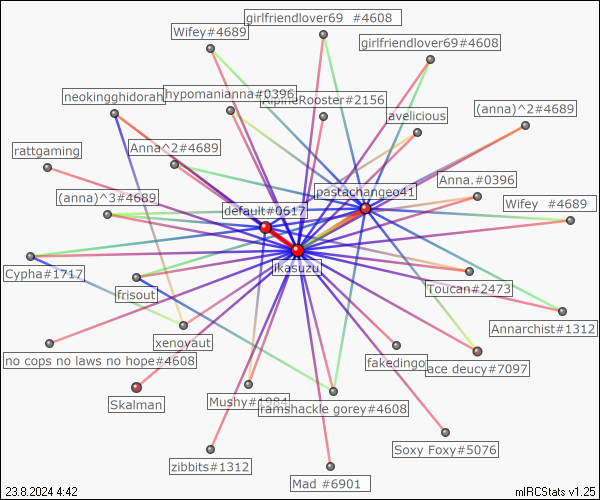 girlfriendlover69 #4608
Wifey#4689
girlfriendlover69#4608
neokingghidorah
hypomanianna#0396
AlpineRooster#2156
(anna)^2#4689
avelicious
rattgaming
Anna^2#4689
Anna.#0396
pastachangeo41
(anna)^3#4689
Wifey #4689
default#0617
ikasuzu
Cypha#1717
Toucan#2473
frisout
Annarchist#1312
xenoyaut
no cops no laws no hope#4608
fakedingo
ace deucy#7097
Skalman
Mushy#1984
ramshackle gorey#4608
Soxy Foxy#5076
zibbits#1312
Mad #6901
23.8.2024 4:42
mIRCStats v1.25